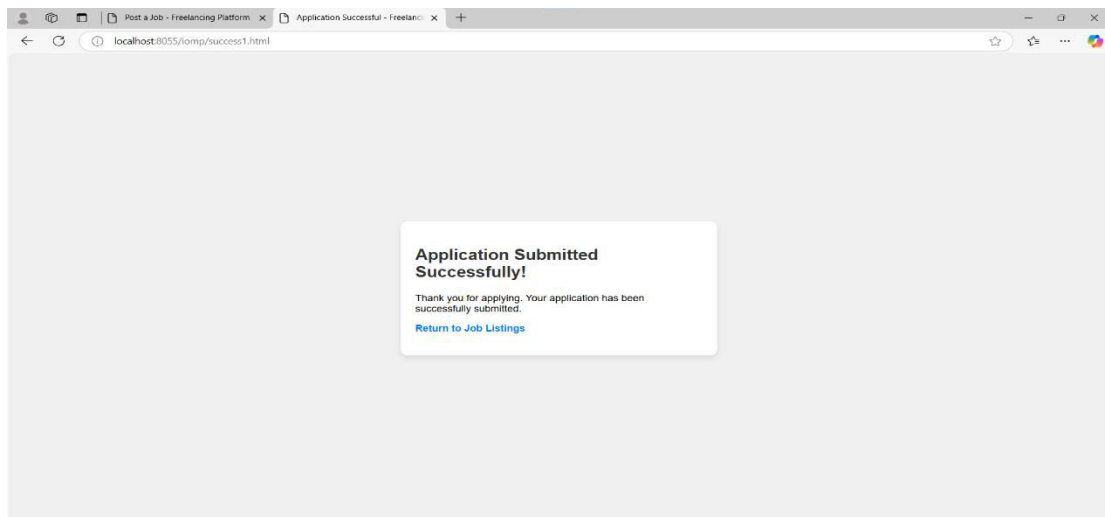 Post a Job - Freelancing Platform
Application Successful - Freelanci
localhost:8055/iomp/success1.html
Application Submitted
Successfully!
Thank you for applying. Your application has been
successfully submitted.
Return to Job Listings